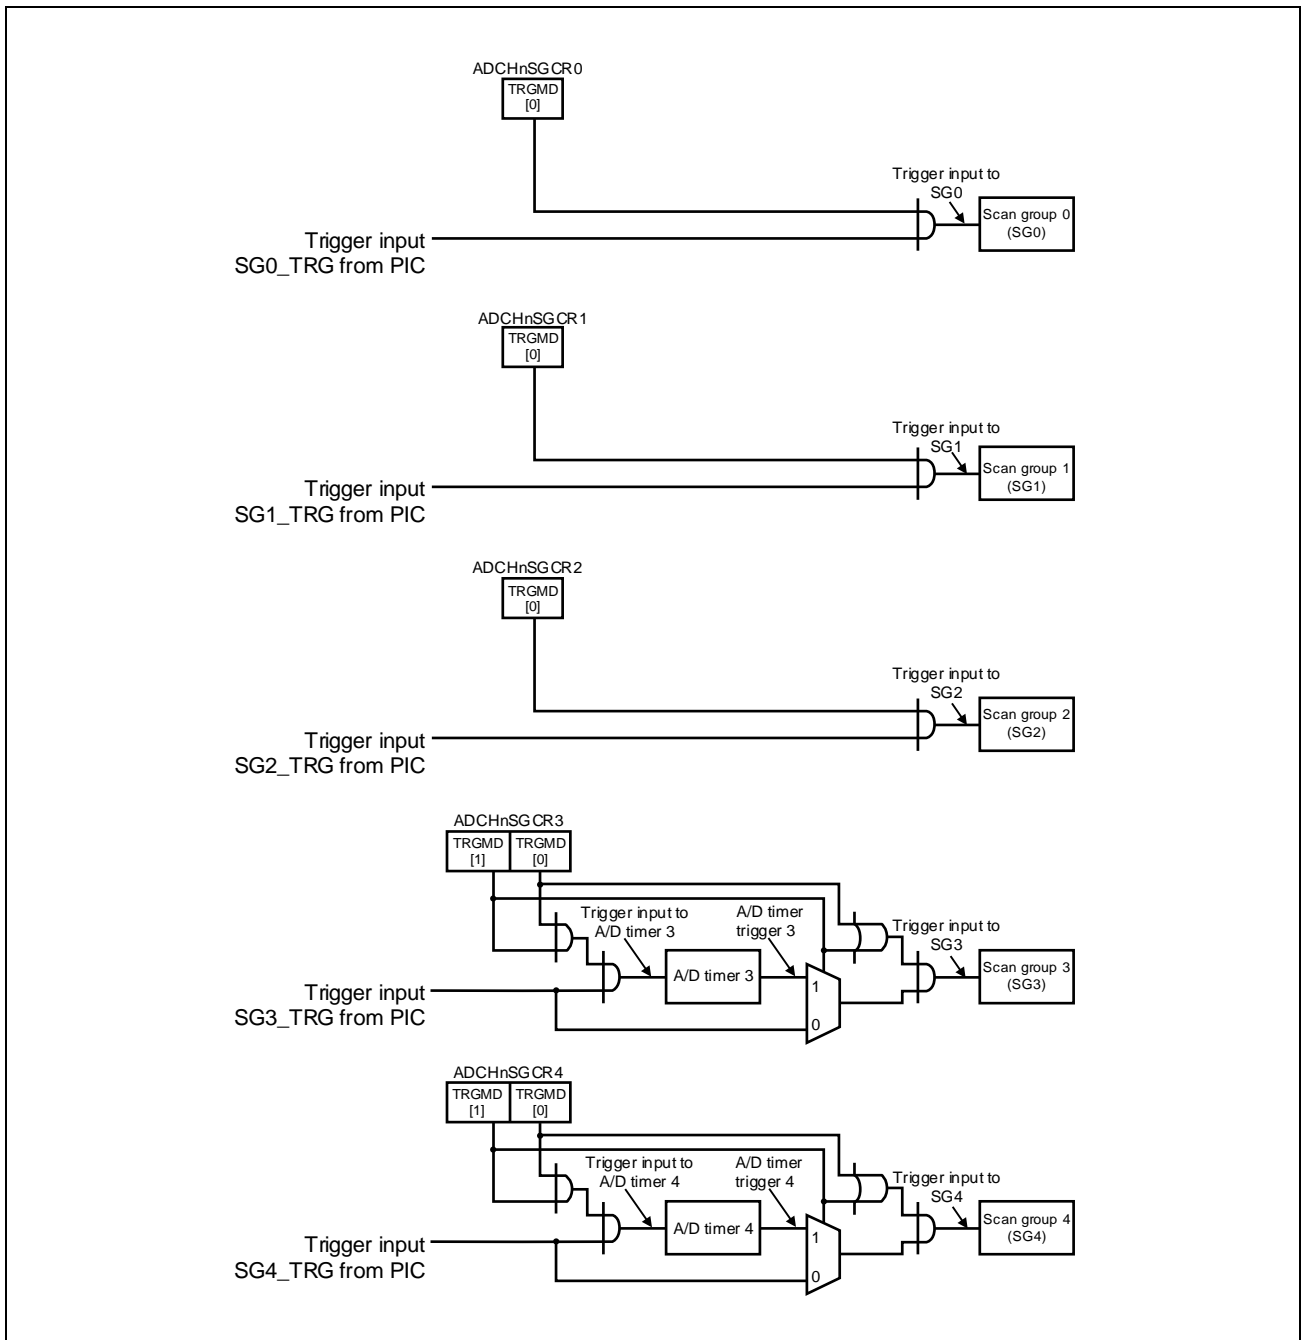 ADCHnSGCR0
TRGMD
[0]
Trigger input to
SG0
Scan group 0
(SG0)
Trigger input
SG0_TRG from PIC
ADCHnSGCR1
TRGMD
[0]
Trigger input to
SG1
Scan group 1
(SG1)
Trigger input
SG1_TRG from PIC
ADCHnSGCR2
TRGMD
[0]
Trigger input to
SG2
Scan group 2
(SG2)
Trigger input
SG2_TRG from PIC
ADCHnSGCR3
TRGMD
[1]
TRGMD
[0]
Trigger input to
A/D timer 3
A/D timer
trigger 3
Trigger input to
SG3
A/D timer 3
1
0
Scan group 3
(SG3)
Trigger input
SG3_TRG from PIC
ADCHnSGCR4
TRGMD
[1]
TRGMD
[0]
Trigger input to
A/D timer 4
A/D timer
trigger 4
Trigger input to
SG4
A/D timer 4
1
0
Scan group 4
(SG4)
Trigger input
SG4_TRG from PIC